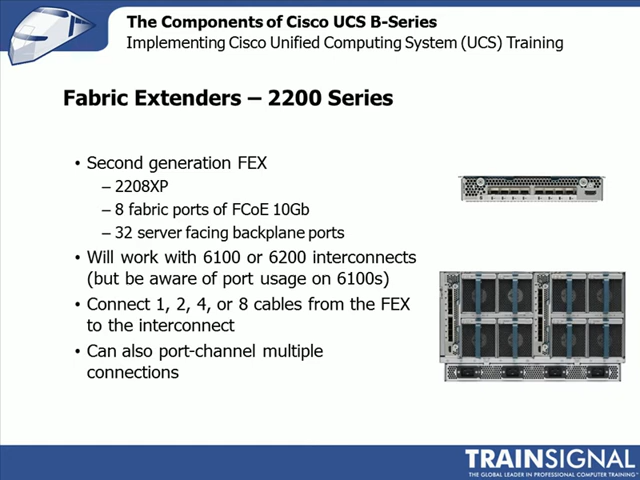 The Components of Cisco UCS B-Series
Implementing Cisco Unified Computing System (UCS) Training
Fabric Extenders – 2200 Series
• Second generation FEX
– 2208XP
– 8 fabric ports of FCoE 10Gb
– 32 server facing backplane ports
• Will work with 6100 or 6200 interconnects
(but be aware of port usage on 6100s)
• Connect 1, 2, 4, or 8 cables from the FEX
to the interconnect
• Can also port-channel multiple
connections
TRAINSIGNAL
THE GLOBAL LEADER IN PROFESSIONAL COMPUTER TRAINING